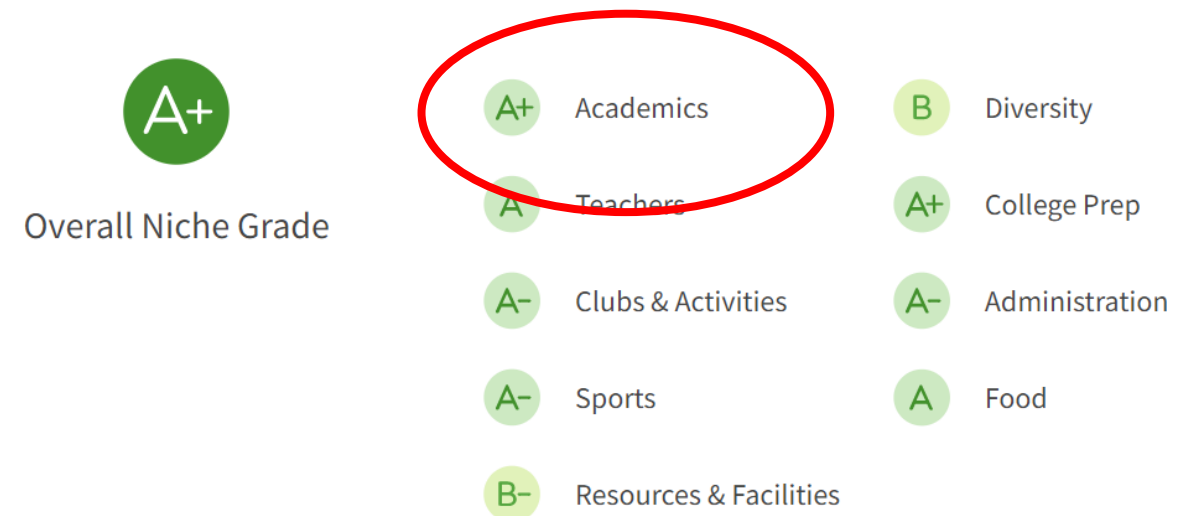 A+
Overall Niche Grade
A+ Academics
A Teachers
A- Clubs & Activities
A- Sports
B- Resources & Facilities
B Diversity
A+ College Prep
A- Administration
A Food